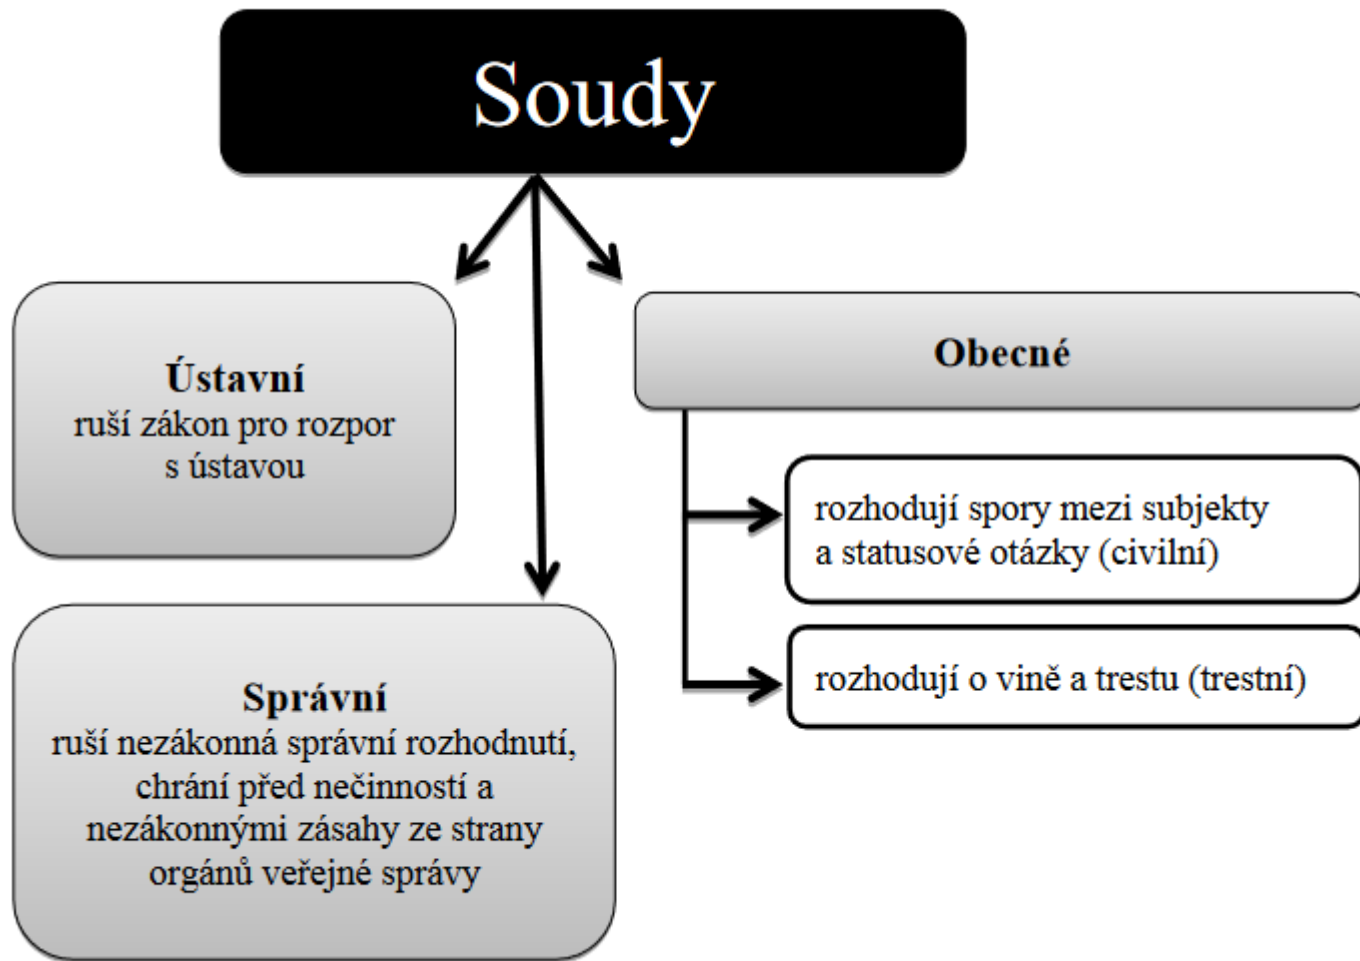 Soudy
Ústavní
ruší zákon pro rozpor
s ústavou
Obecné
rozhodují spory mezi subjekty
a statusové otázky (civilní)
rozhodují o vině a trestu (trestní)
Správní
ruší nezákonná správní rozhodnutí,
chrání před nečinností a
nezákonnými zásahy ze strany
orgánů veřejné správy